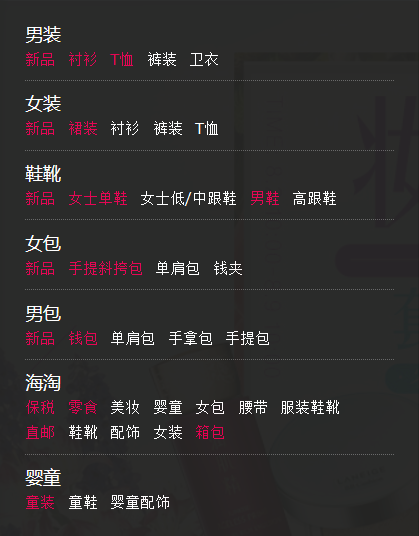 男装
新品 衬衫 T恤 裤装 卫衣
女装
新品 裙装 衬衫 裤装 T恤
鞋靴
新品 女士单鞋 女士低/中跟鞋 男鞋 高跟鞋
女包
新品 手提斜挎包 单肩包 钱夹
男包
新品 钱包 单肩包 手拿包 手提包
海淘
保税 零食 美妆 婴童 女包 腰带 服装鞋靴
直邮 鞋靴 配饰 女装 箱包
婴童
童装 童鞋 婴童配饰